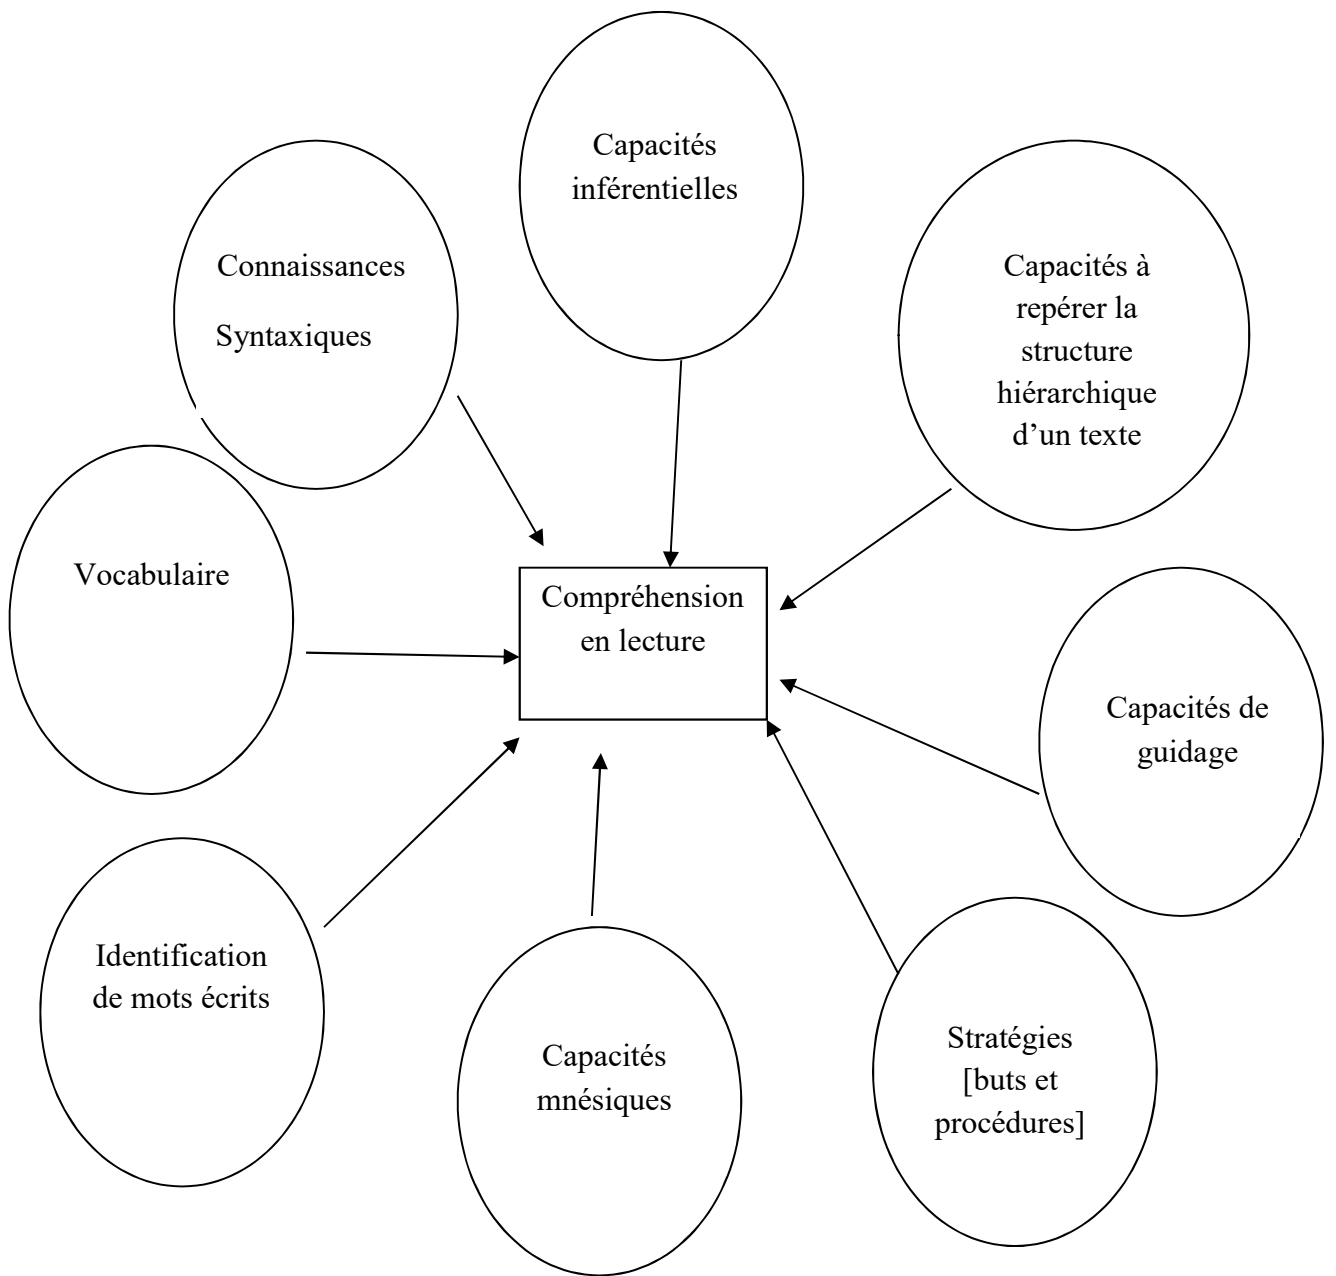 Capacités
inférentielles
Connaissances
Syntaxiques
Capacités à
repérer la
structure
hiérarchique
d’un texte
Vocabulaire
Compréhension
en lecture
Capacités de
guidage
Identification
de mots écrits
Capacités
mnésiques
Stratégies
[buts et
procédures]